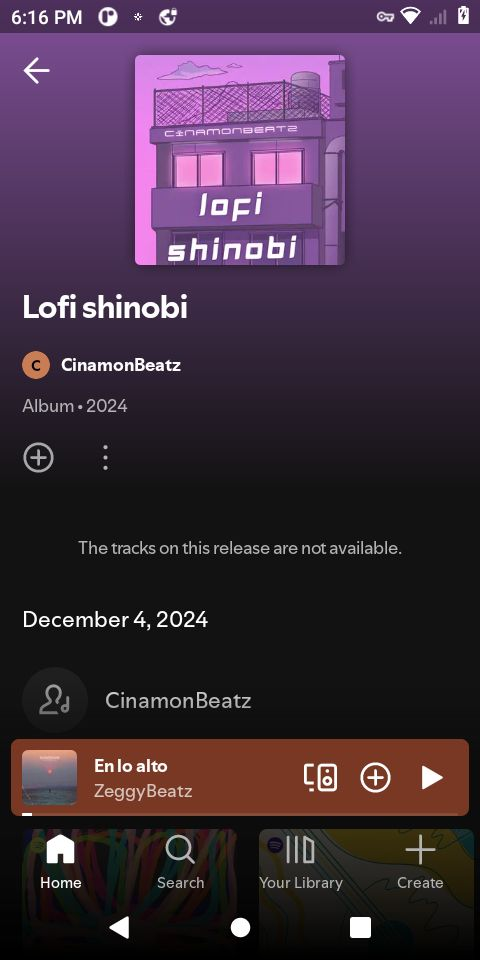 6:16 PM
CINAMONBEATZ
lofi
shinobi
Lofi shinobi
C
CinamonBeatz
Album • 2024
The tracks on this release are not available.
December 4, 2024
CinamonBeatz
En lo alto
ZeggyBeatz
Home
Search
Your Library
Create